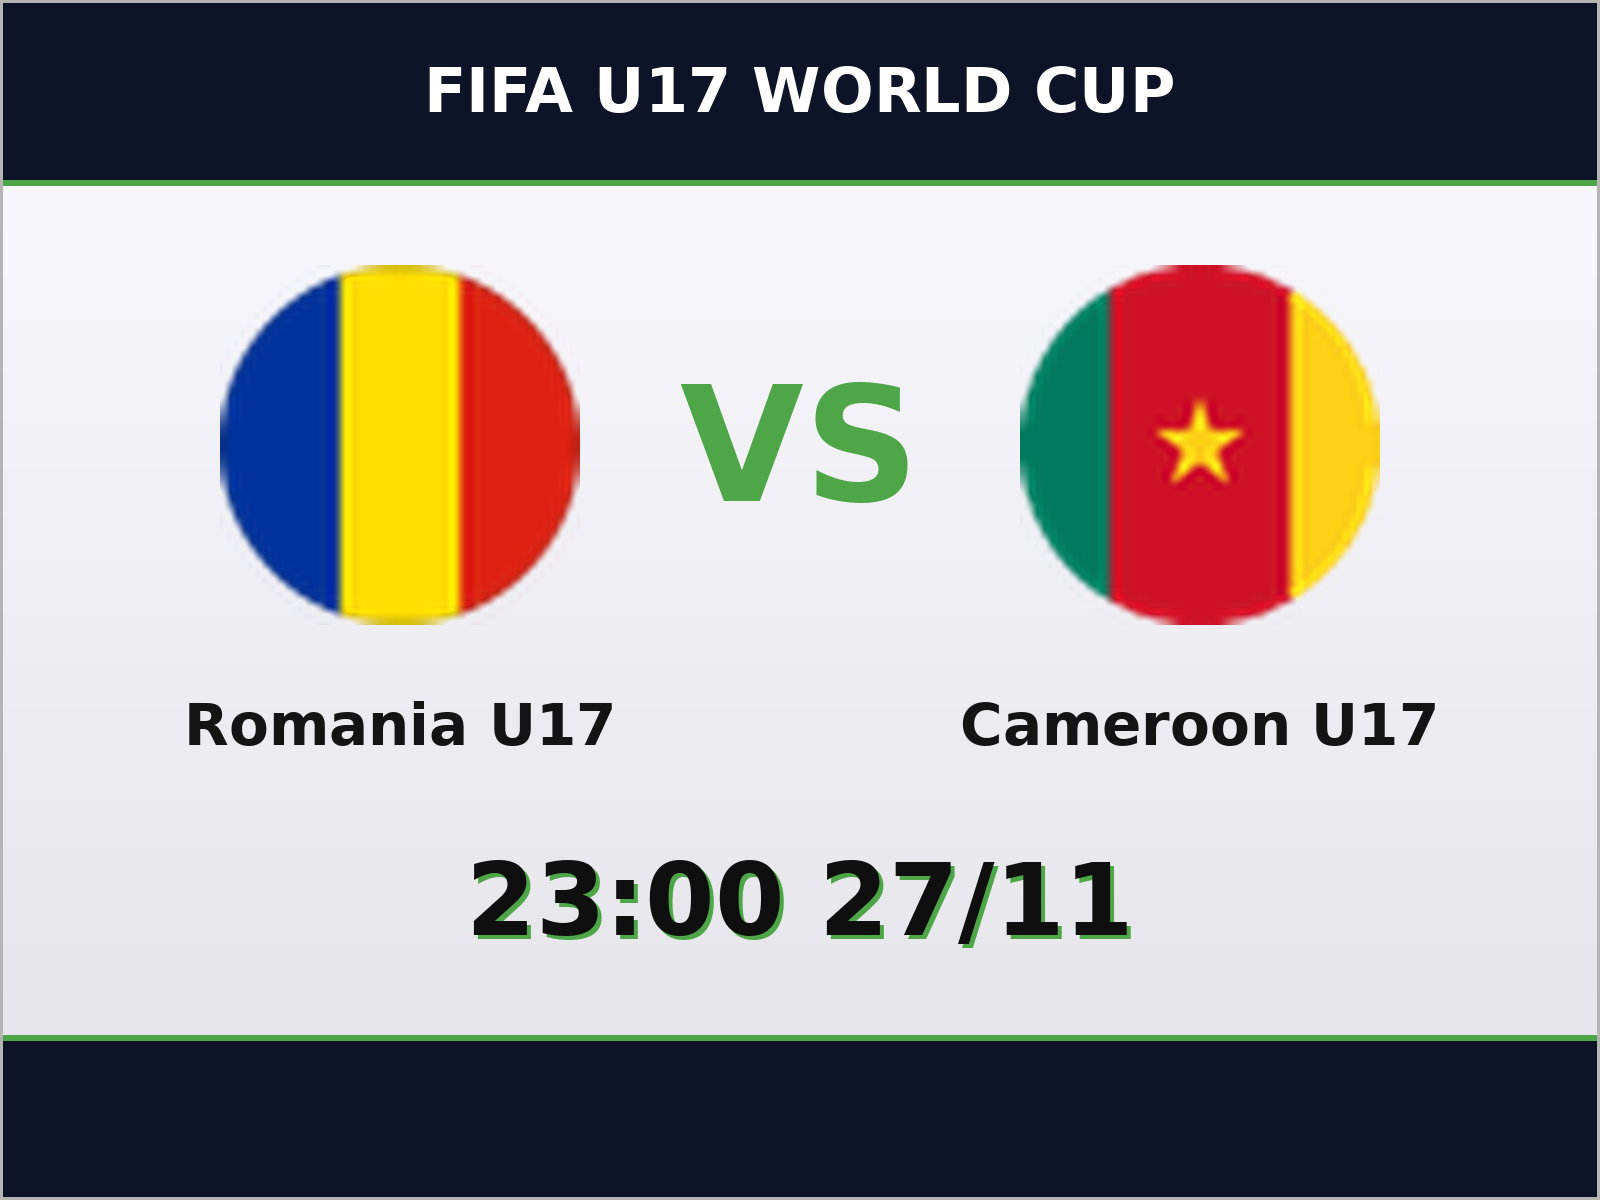 FIFA U17 WORLD CUP
VS
Romania U17
Cameroon U17
23:00 27/11